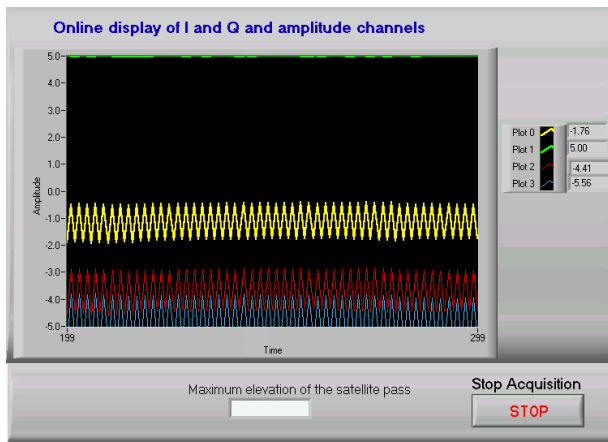 Online display of I and Q and amplitude channels
5.0
4.0
3.0
2.0
1.0
0.0
-1.0
-2.0
-3.0
-4.0
-5.0
Amplitude
199
299
Time
Plot 0 -1.76
Plot 1 5.00
Plot 2 -4.41
Plot 3 -5.56
Maximum elevation of the satellite pass
Stop Acquisition
STOP